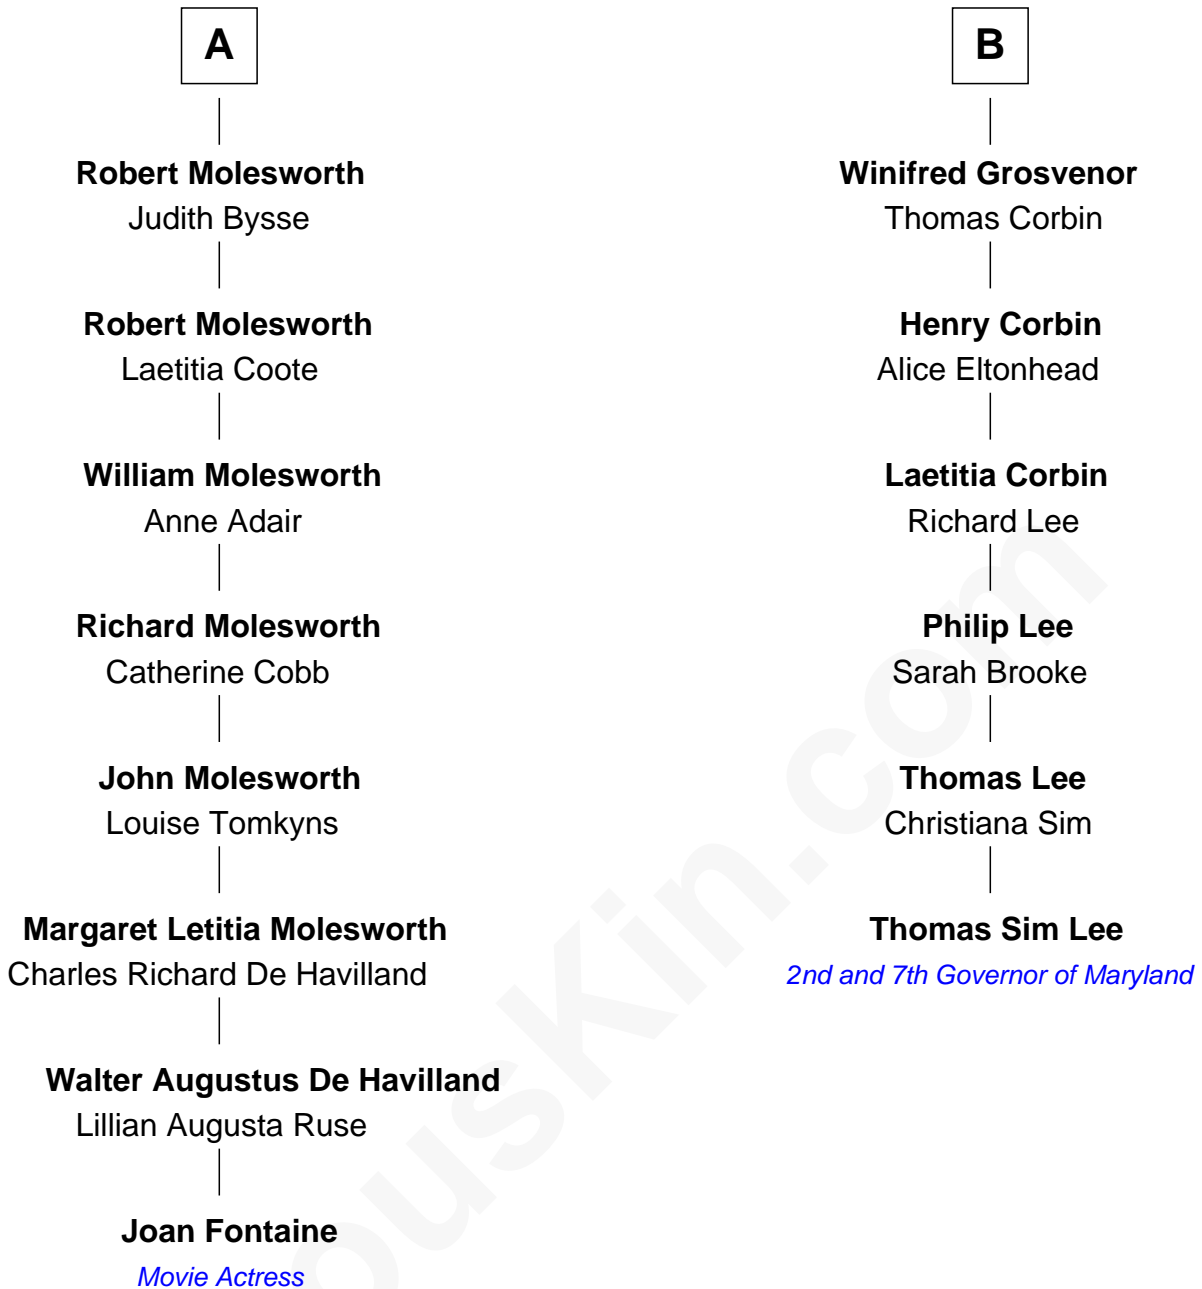 A
Robert Molesworth
Judith Bysse
Robert Molesworth
Laetitia Coote
William Molesworth
Anne Adair
Richard Molesworth
Catherine Cobb
John Molesworth
Louise Tomkyns
Margaret Letitia Molesworth
Charles Richard De Havilland
Walter Augustus De Havilland
Lillian Augusta Ruse
Joan Fontaine
Movie Actress
B
Winifred Grosvenor
Thomas Corbin
Henry Corbin
Alice Eltonhead
Laetitia Corbin
Richard Lee
Philip Lee
Sarah Brooke
Thomas Lee
Christiana Sim
Thomas Sim Lee
2nd and 7th Governor of Maryland
ousKin.com